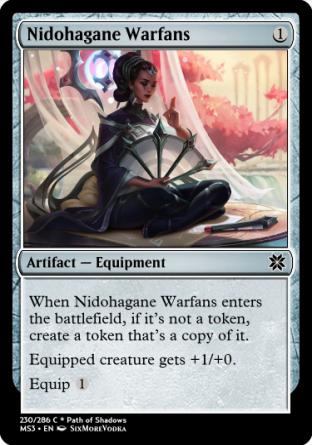 Nidohagane Warfans 1
Artifact — Equipment
When Nidohagane Warfans enters
the battlefield, if it's not a token,
create a token that's a copy of it.
Equipped creature gets +1/+0.
Equip 1
230/286 C * Path of Shadows
MS3 • EN SixMoreVodka